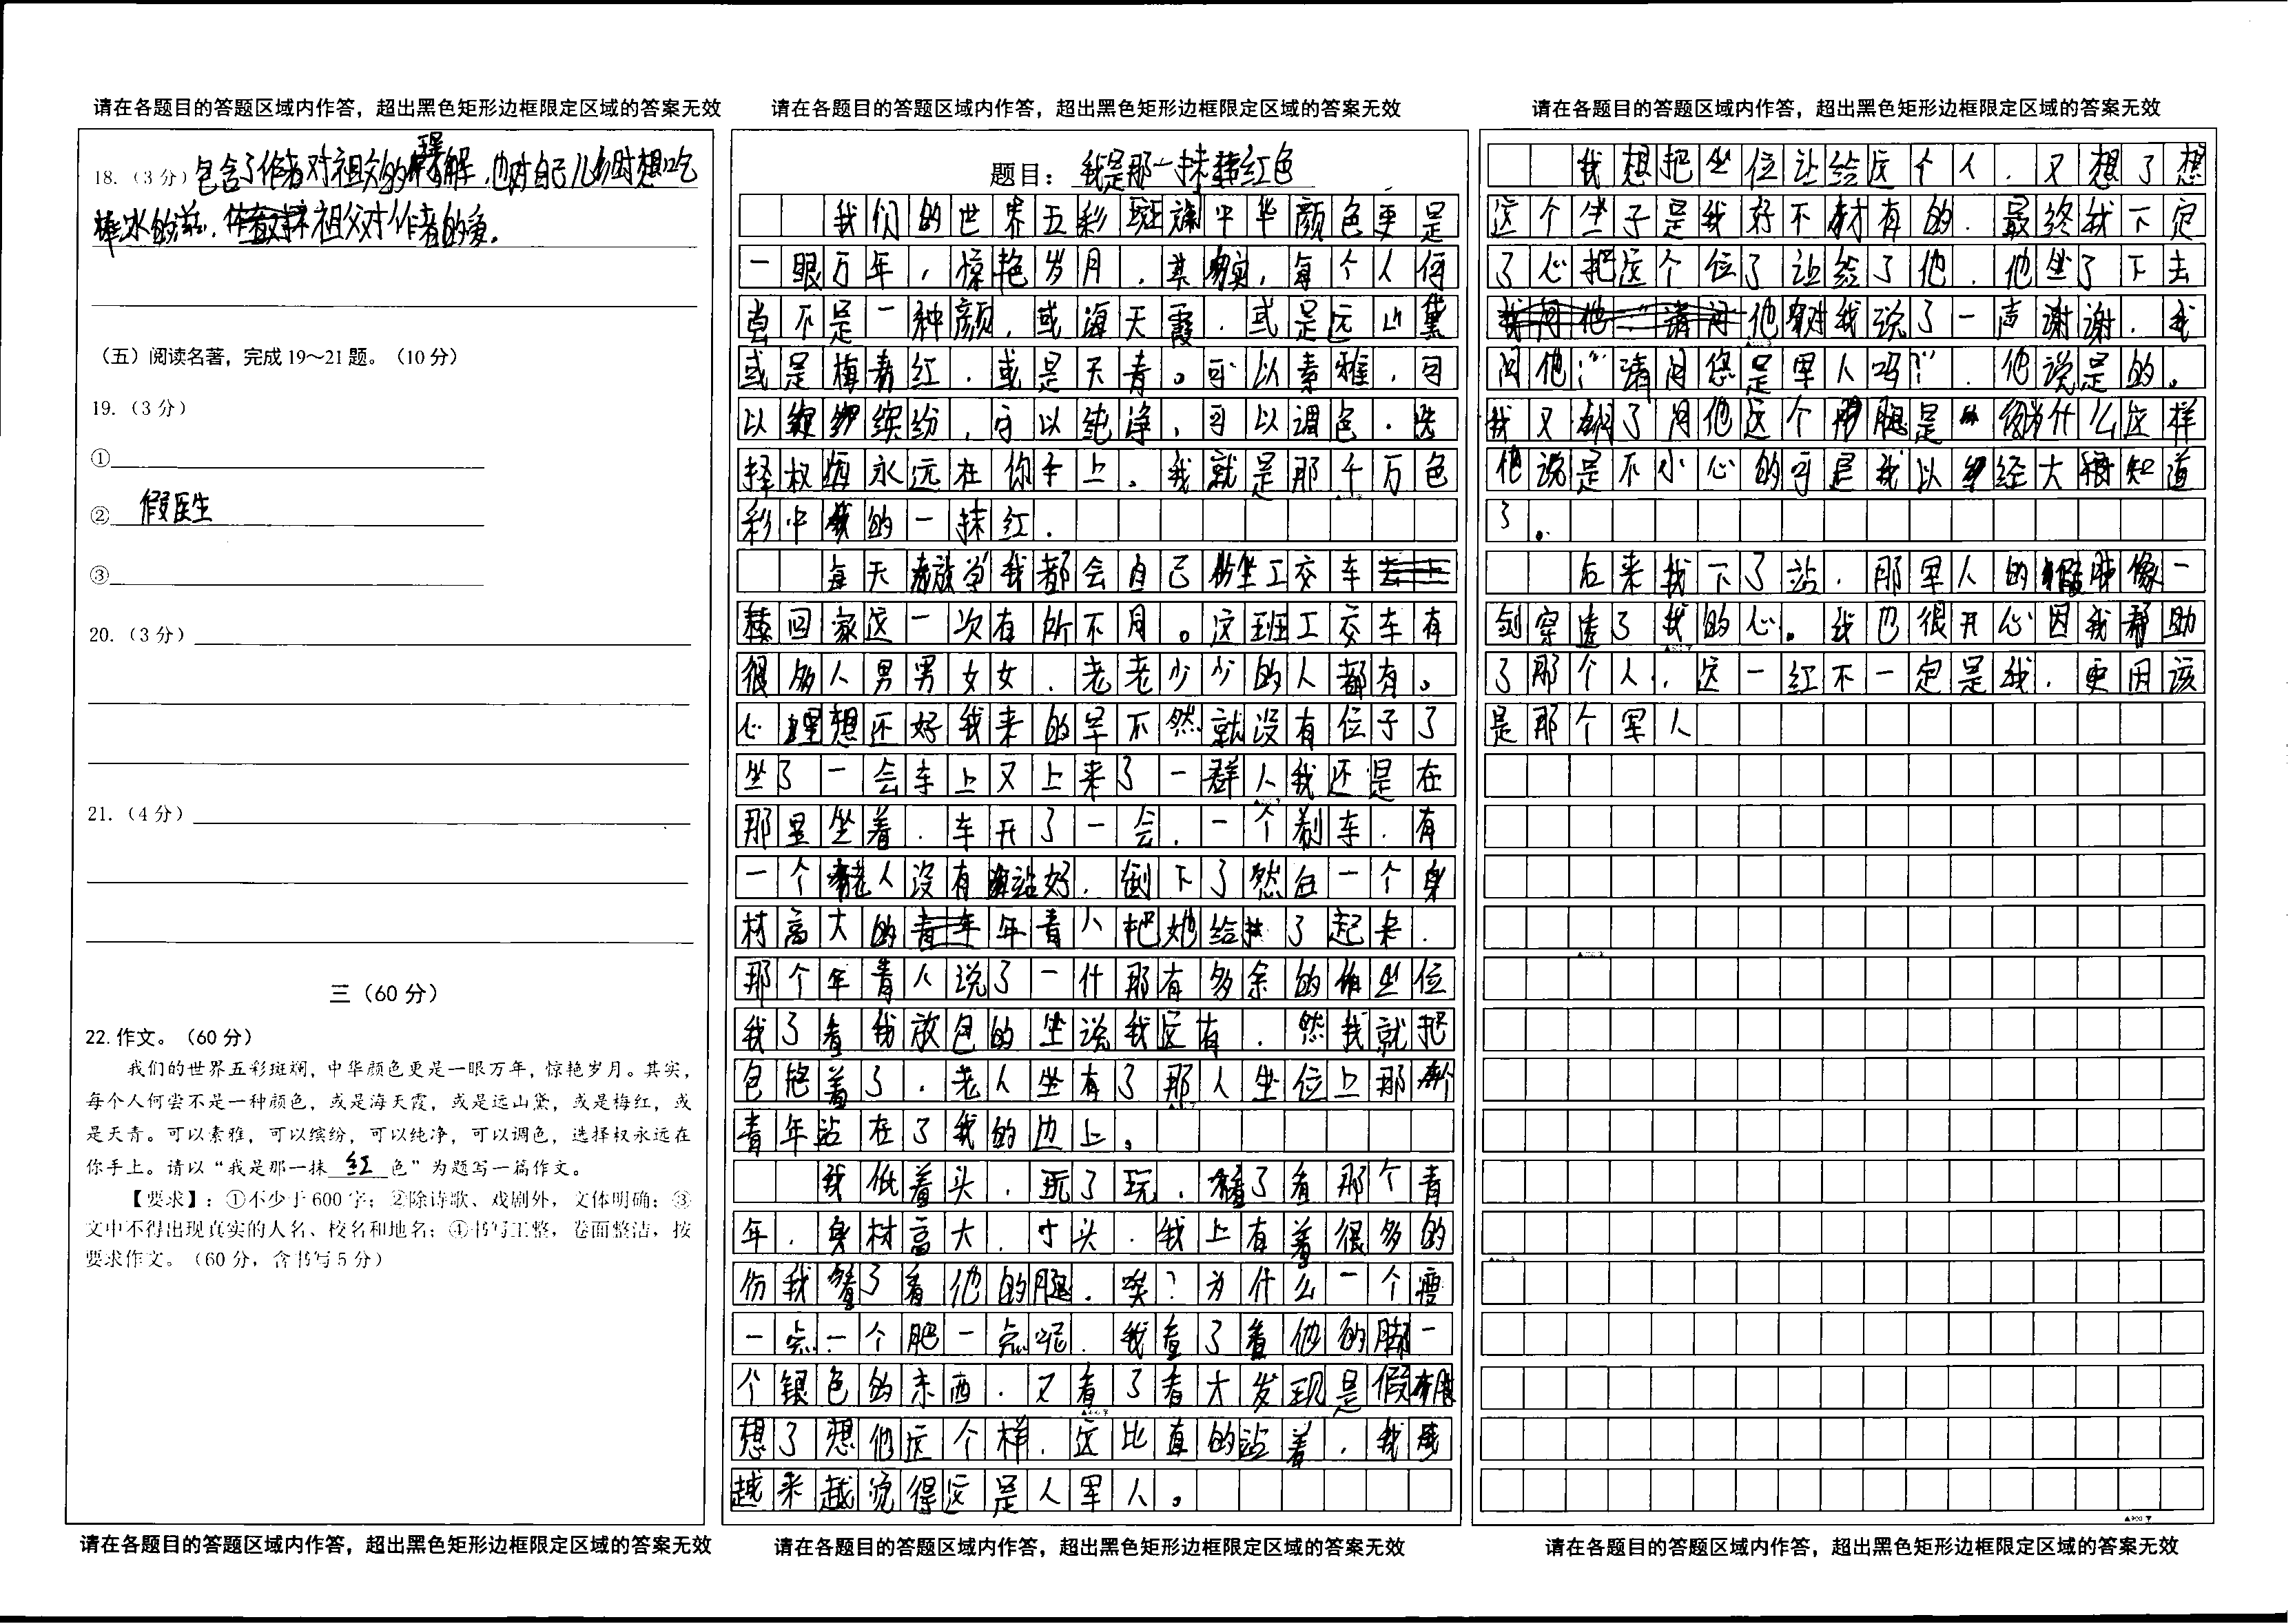 请在各题目的答题区域内作答，超出黑色矩形边框限定区域的答案无效
18.（3分）包含了作者对祖父的理解，也对自己儿时想吃
棒冰的，祖父对作者的爱。
（五）阅读名著，完成19～21题。（10分）
19.（3分）
①
② 假医生
③
20.（3分）
21.（4分）
三（60分）
22.作文。（60分）
我们的世界五彩斑斓，中华颜色更是一眼万年，惊艳岁月。其实，
每个人何尝不是一种颜色，或是海天霞，或是远山黛，或是梅红，或
是天青。可以素雅，可以缤纷，可以纯净，可以调色，选择权永远在
你手上。请以“我是那一抹 红 色”为题写一篇作文。
【要求】：①不少于600字；②除诗歌、戏剧外，文体明确；③
文中不得出现真实的人名、校名和地名；④书写工整，卷面整洁，按
要求作文。（60分，含书写5分）
请在各题目的答题区域内作答，超出黑色矩形边框限定区域的答案无效
请在各题目的答题区域内作答，超出黑色矩形边框限定区域的答案无效
题目：我是那一抹红色
我们的世界五彩斑斓中华颜色更是
一眼万年，惊艳岁月．其实，每个人何
尝不是一种颜，或海天霞．或是远山黛
或是梅红．或是天青。可以素雅．可
以缤纷，可以纯净，可以调色．选
择权永远在你手上。我就是那千万色
彩中的一抹红．
每天放学我都会自己坐工交车
回家这一次有所不同。这班工交车有
很多人男男女女．老老少少的人都有。
心理想还好我来的早不然就没有位子了
坐了一会车上又上来了一群人我还是在
那里坐着．车开了一会．一个刹车．有
一个老人没有站好．倒下了然后一个身
材高大的年青人把她给扶了起来．
那个年青人说了一什那有多余的坐位
我了看我放包的坐说我这有．然我就把
包抱着了．老人坐有了那人坐位上那个
青年站在了我的边上。
我低着头．玩了玩．看了看那个青
年．身材高大．寸头．我上有着很多的
伤我看了看他的腿．咦？为什么一个瘦
一点一个肥一点呢．我看了看他的脚一
个银色的东西．又看了看才发现是假腿
想了想他这个样．这比直的站着．我
越来越觉得这是人军人。
请在各题目的答题区域内作答，超出黑色矩形边框限定区域的答案无效
请在各题目的答题区域内作答，超出黑色矩形边框限定区域的答案无效
我想把坐位让给这个人．又想了想
这个坐子是我好不才有的．最终我下定
了心把这个位了让给了他．他坐了下去
他对我说了一声谢谢．我
问他：“请问您是军人吗？”．他说是的。
我又问了问他这个腿是为什么这样
他说是不小心的可是我以经大概知道
了。
后来我下了站．那军人的假腿像一
剑穿透了我的心。我也很开心因我帮助
了那个人．这一红不一定是我．更因该
是那个军人
请在各题目的答题区域内作答，超出黑色矩形边框限定区域的答案无效